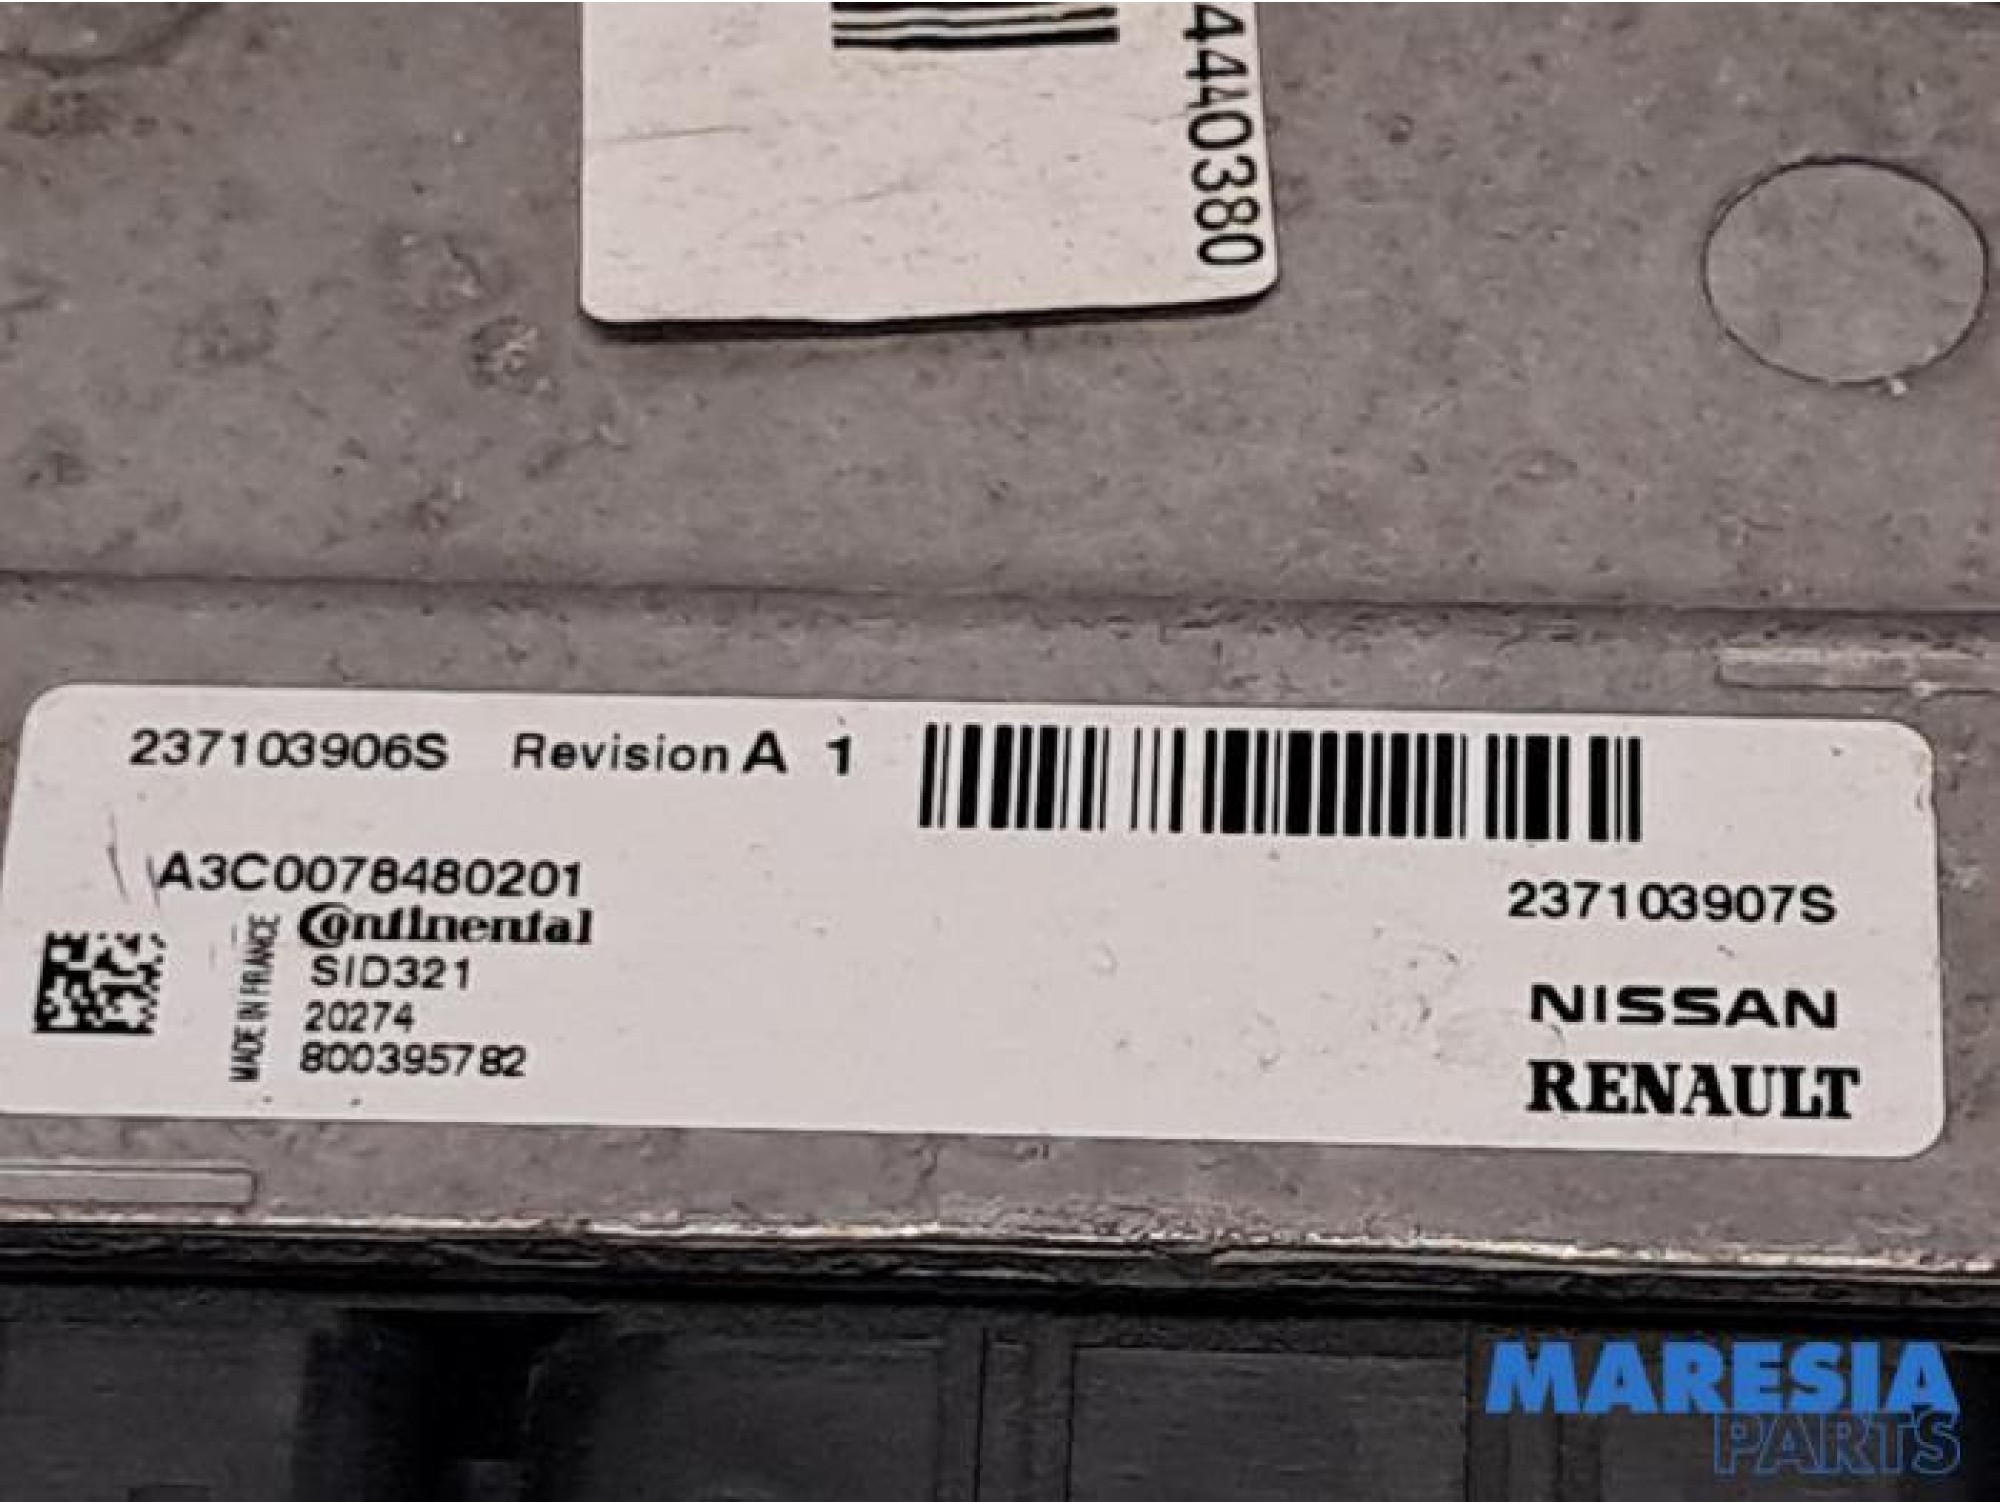 4440380
237103906S Revision A 1
A3C0078480201
237103907S
Continental
SID321
20274
800395782
MADE IN FRANCE
NISSAN
RENAULT
MARESIA
PARTS